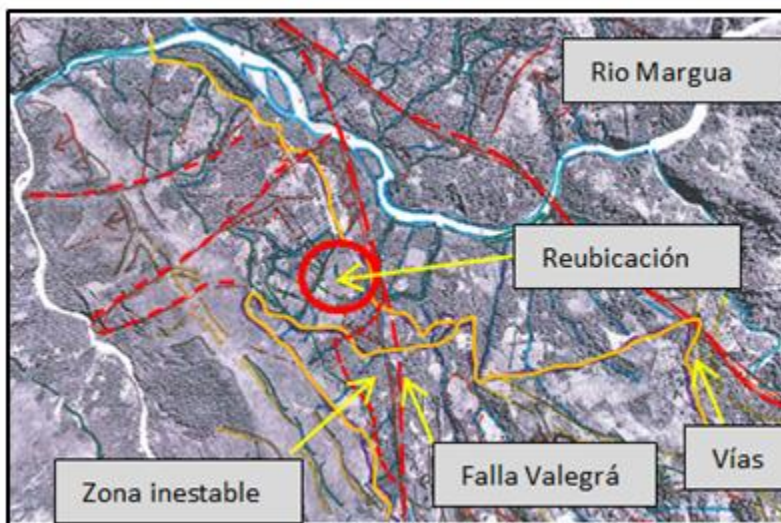 Rio Margua
Reubicación
Zona inestable
Falla Valegrá
Vías